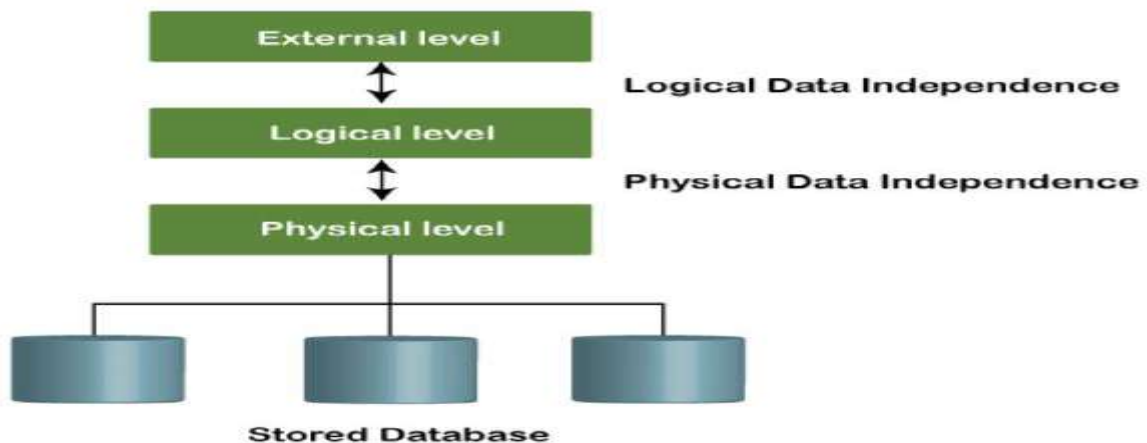 External level
Logical Data Independence
Logical level
Physical Data Independence
Physical level
Stored Database